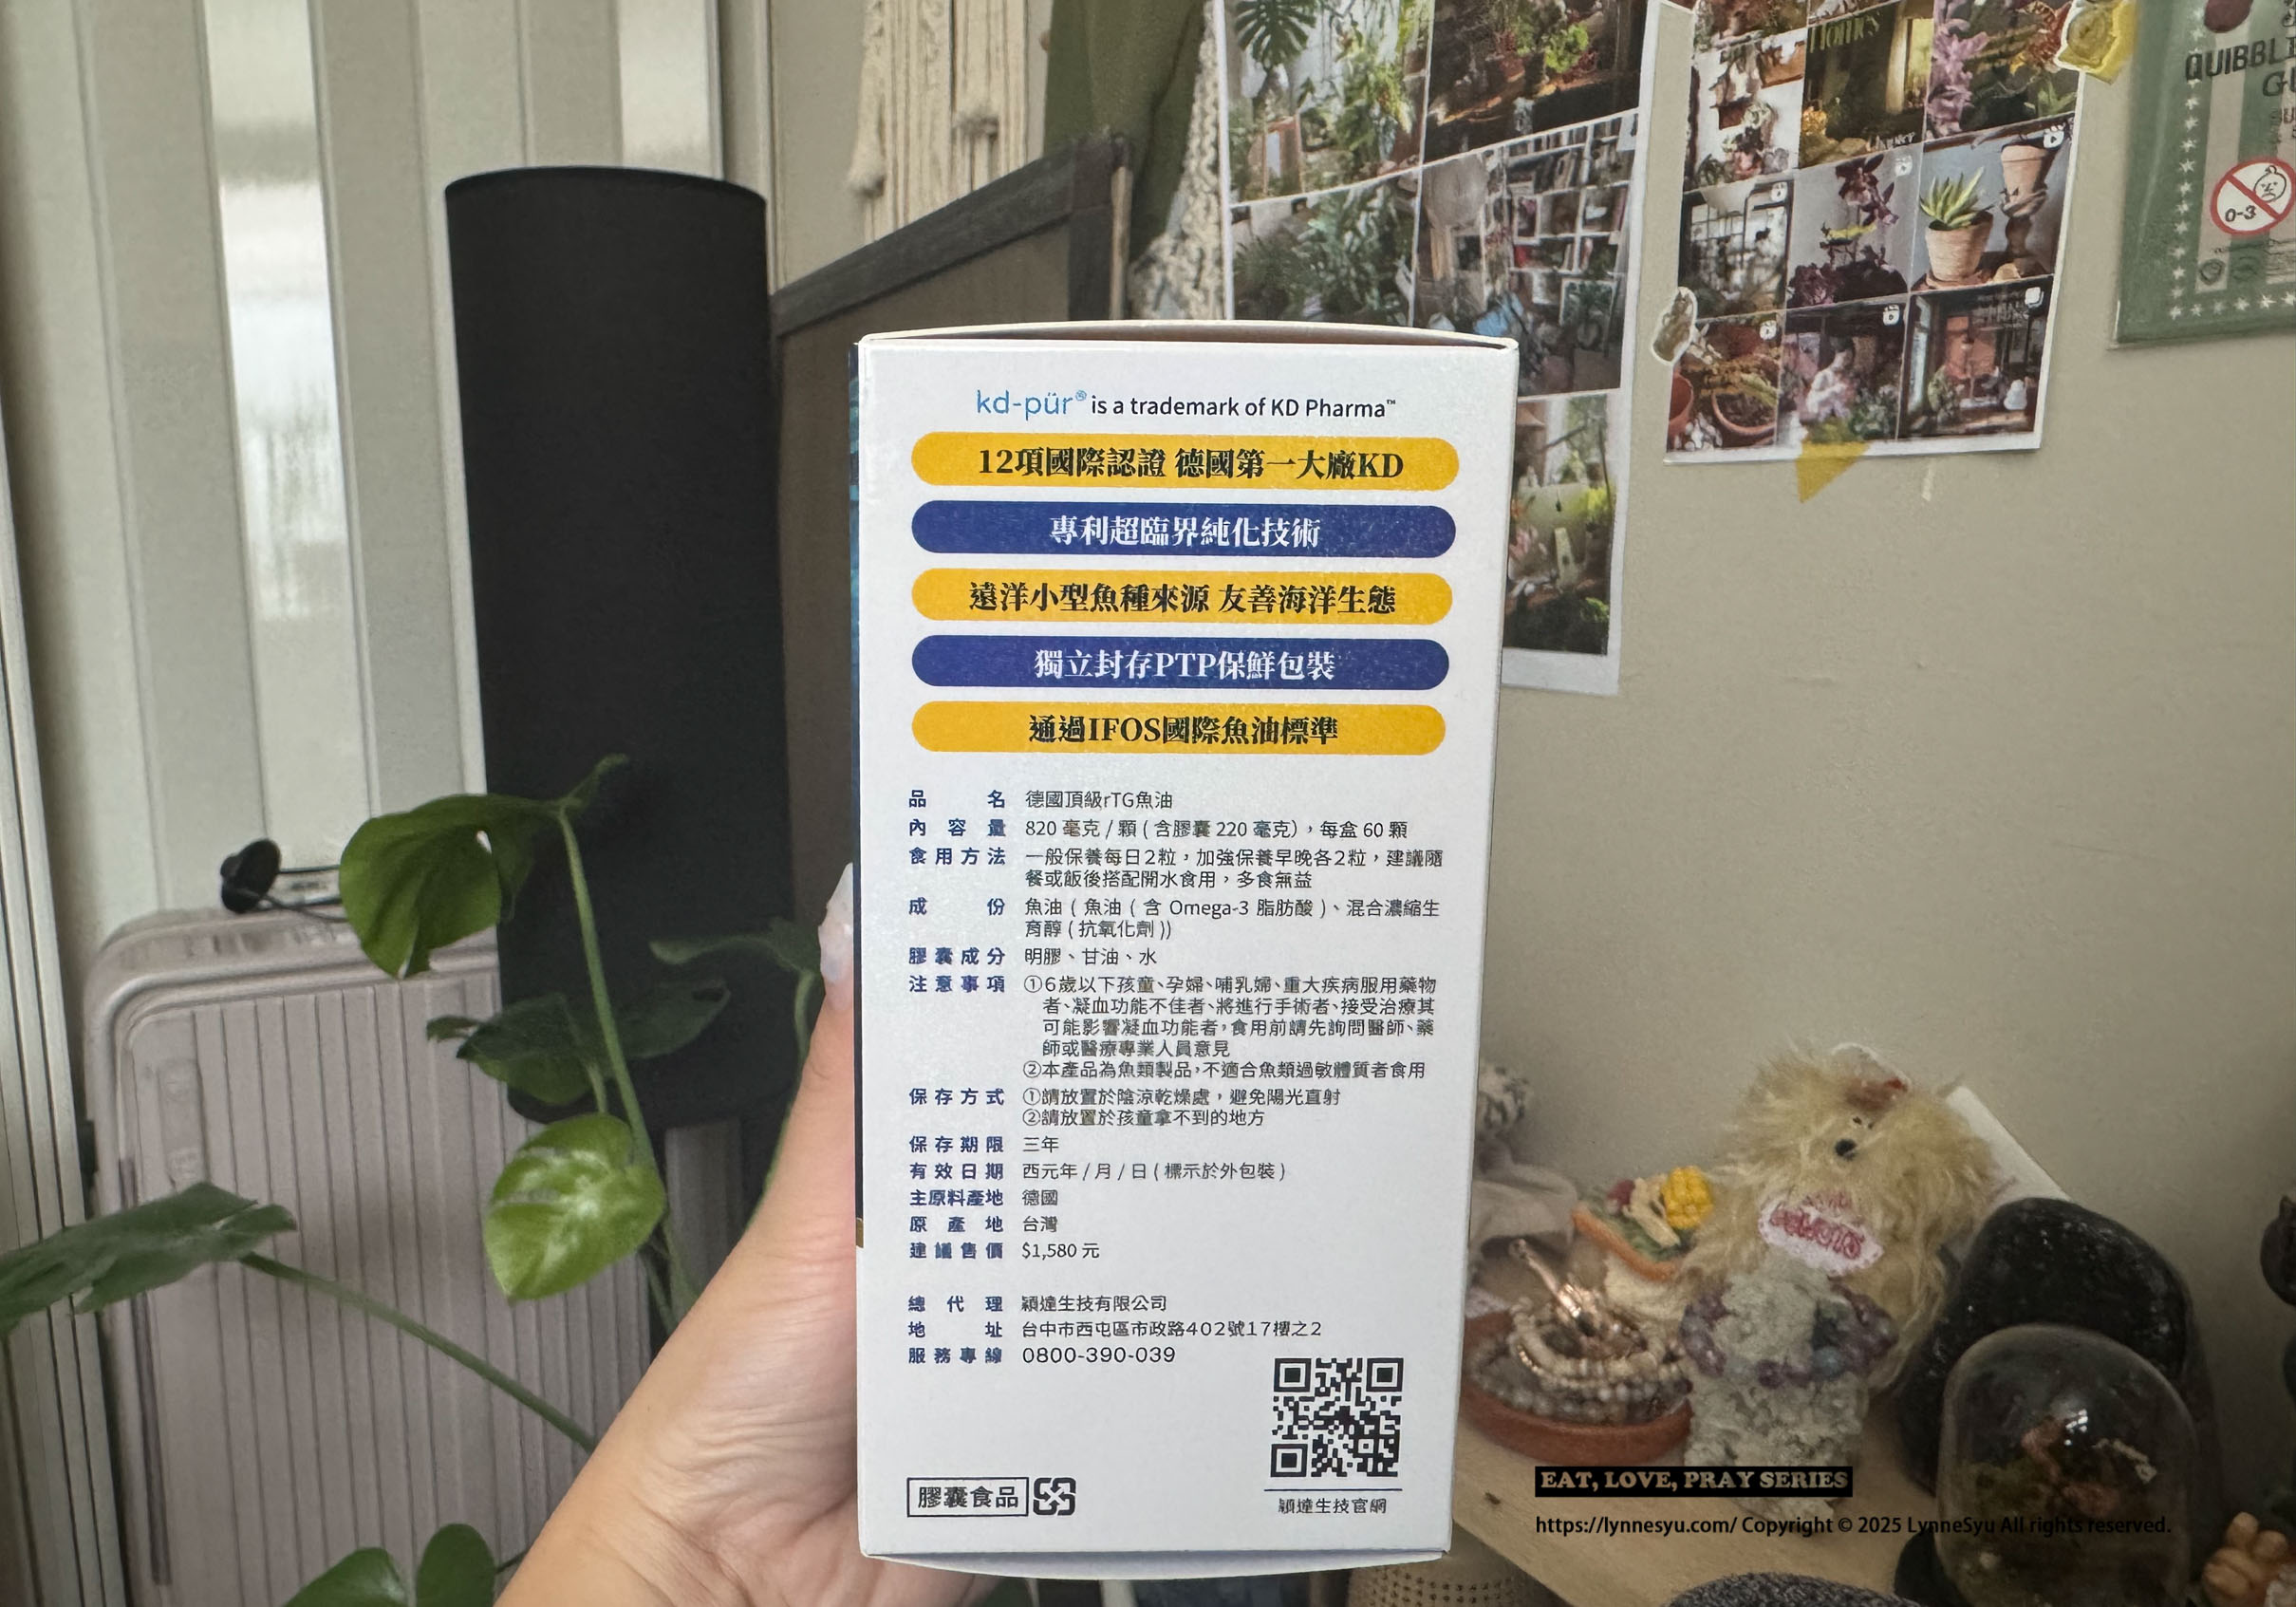 kd-pür® is a trademark of KD Pharma™
12項國際認證 德國第一大廠KD
專利超臨界純化技術
遠洋小型魚種來源 友善海洋生態
獨立封存PTP保鮮包裝
通過IFOS國際魚油標準
品名 德國頂級rTG魚油
內容量 820 毫克 / 顆 ( 含膠囊 220 毫克)，每盒 60 顆
食用方法 一般保養每日2粒，加強保養早晚各2粒，建議隨
餐或飯後搭配開水食用，多食無益
成份 魚油 ( 魚油 ( 含 Omega-3 脂肪酸 )、混合濃縮生
育醇 ( 抗氧化劑 ))
膠囊成分 明膠、甘油、水
注意事項 ①6歲以下孩童、孕婦、哺乳婦、重大疾病服用藥物
者、凝血功能不佳者、將進行手術者、接受治療其
可能影響凝血功能者，食用前請先詢問醫師、藥
師或醫療專業人員意見
②本產品為魚類製品，不適合魚類過敏體質者食用
保存方式 ①請放置於陰涼乾燥處，避免陽光直射
②請放置於孩童拿不到的地方
保存期限 三年
有效日期 西元年 / 月 / 日 ( 標示於外包裝 )
主原料產地 德國
原產地 台灣
建議售價 $1,580 元
總代理 穎達生技有限公司
地址 台中市西屯區市政路402號17樓之2
服務專線 0800-390-039
膠囊食品
穎達生技官網
QUIBBL
0-3
EAT, LOVE, PRAY SERIES
https://lynnesyu.com/ Copyright © 2025 LynneSyu All rights reserved.